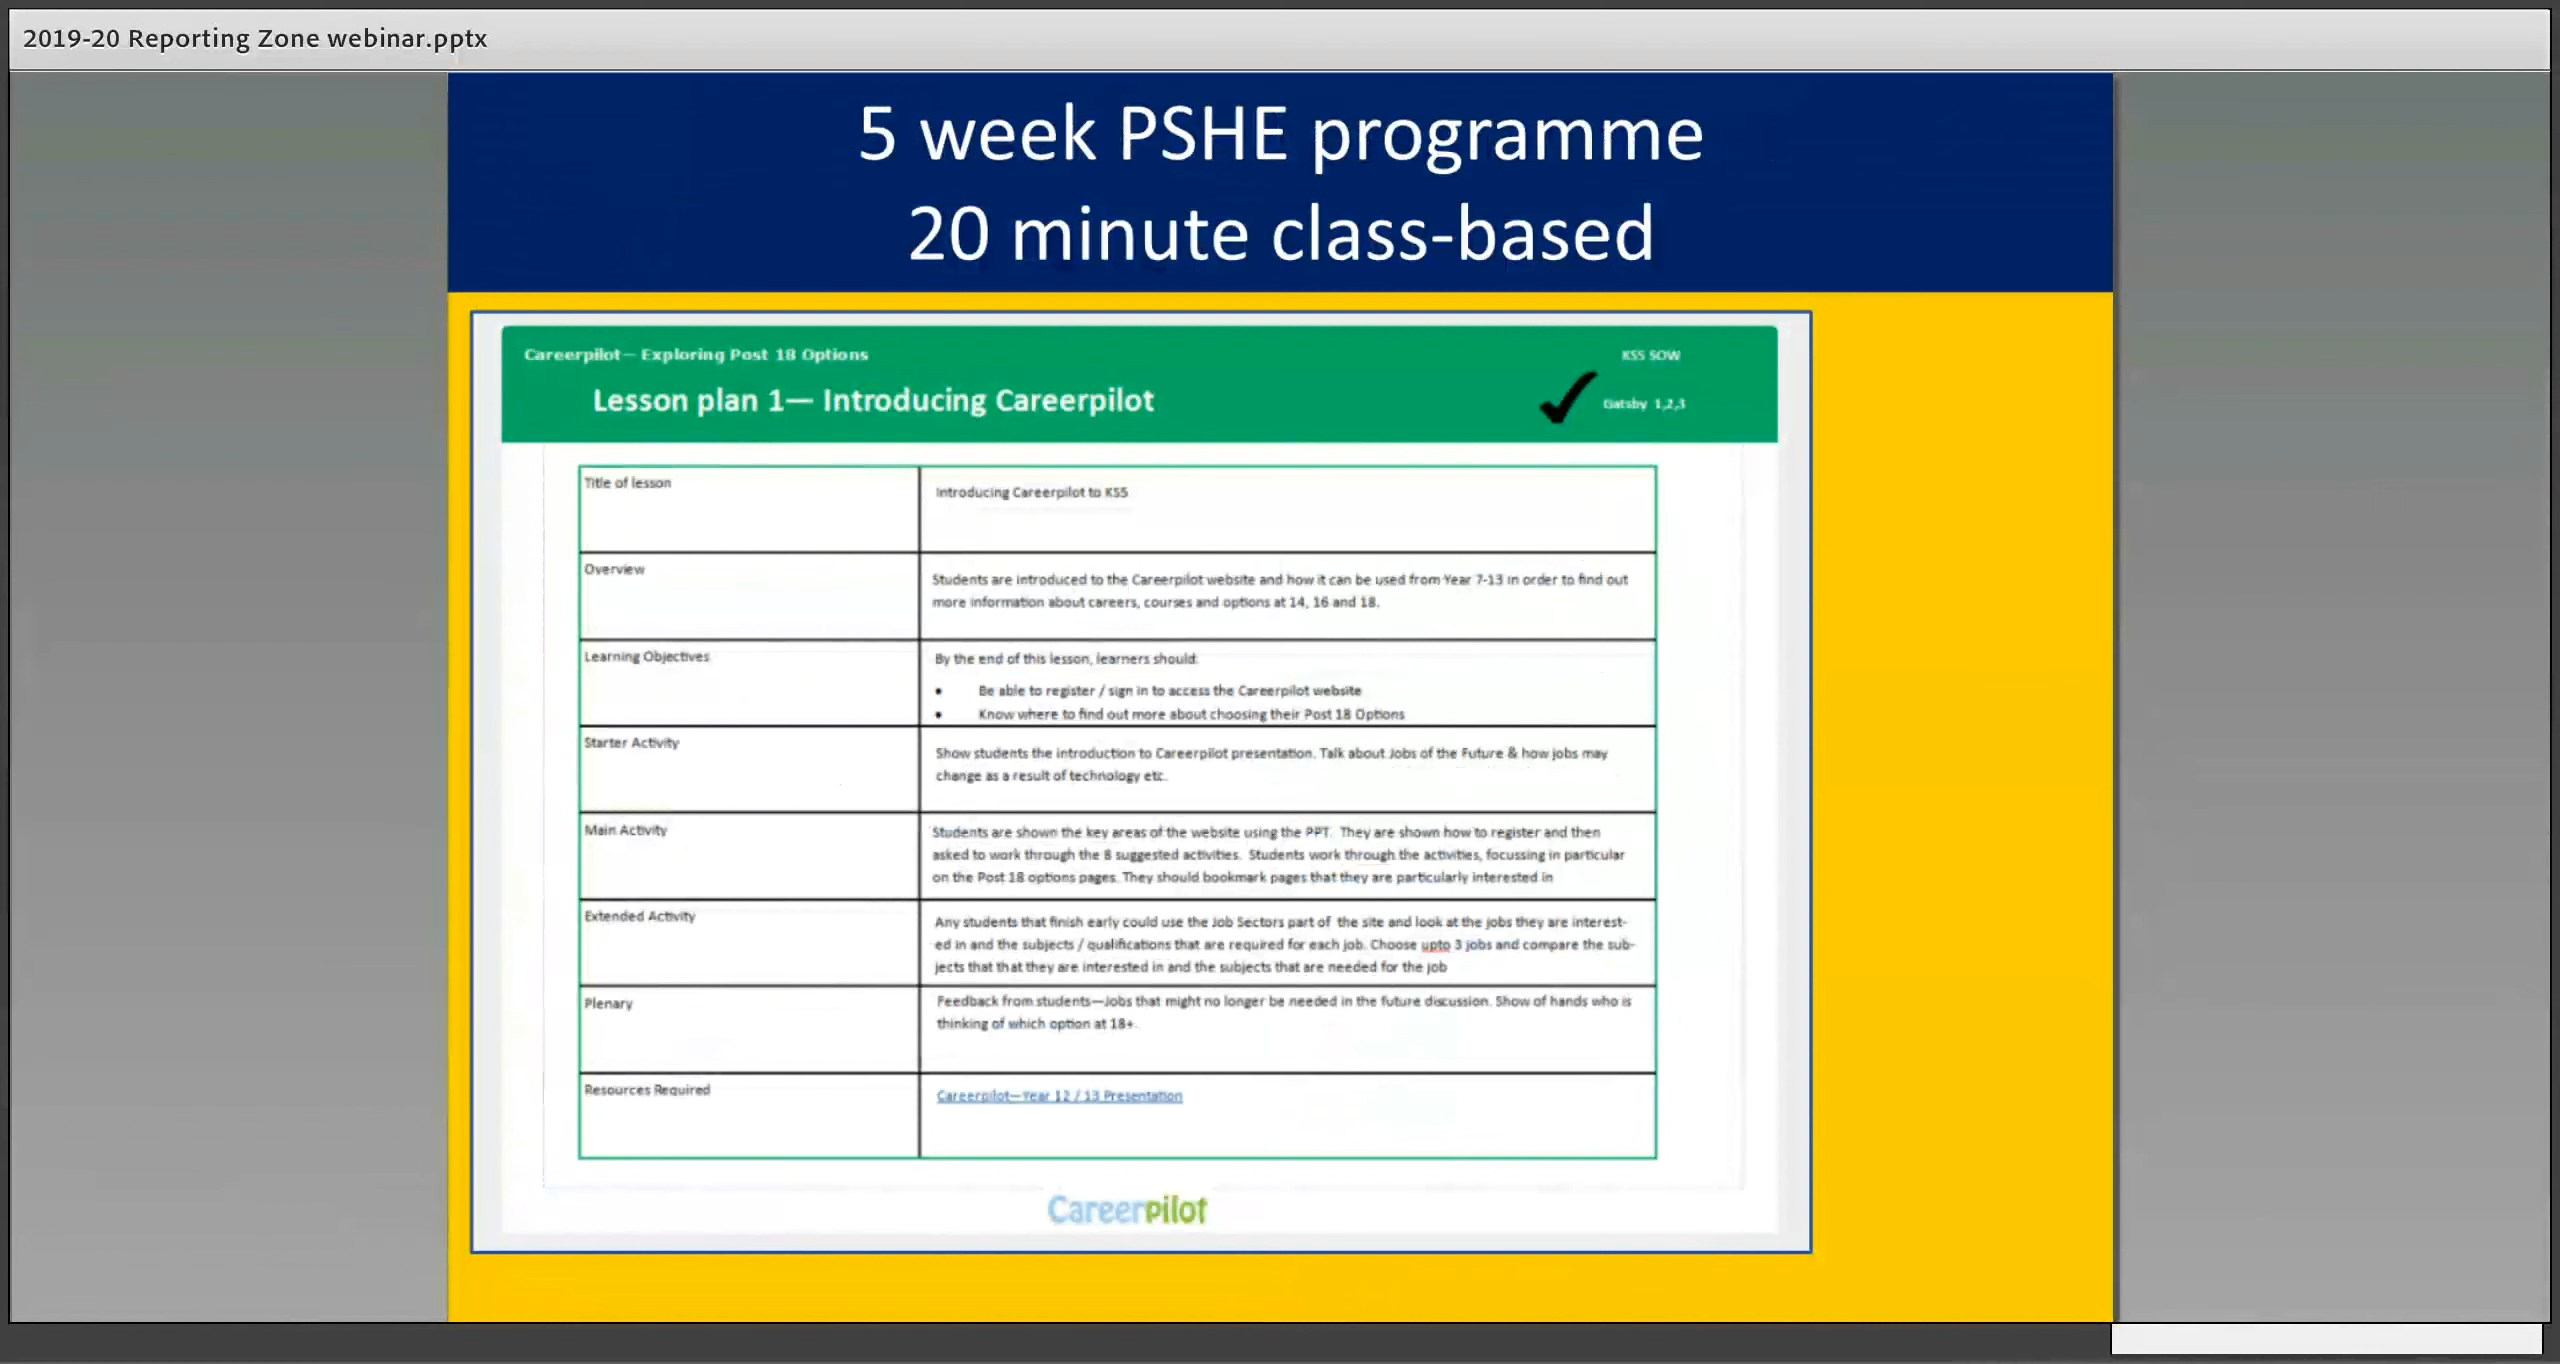 2019-20 Reporting Zone webinar.pptx
5 week PSHE programme
20 minute class-based
Careerpilot— Exploring Post 18 Options
KS5 SOW
Lesson plan 1— Introducing Careerpilot
Gatsby 1,2,3
Title of lesson
Introducing Careerpilot to KS5
Overview
Students are introduced to the Careerpilot website and how it can be used from Year 7-13 in order to find out
more information about careers, courses and options at 14, 16 and 18.
Learning Objectives
By the end of this lesson, learners should:
• Be able to register / sign in to access the Careerpilot website
• Know where to find out more about choosing their Post 18 Options
Starter Activity
Show students the introduction to Careerpilot presentation. Talk about Jobs of the Future & how jobs may
change as a result of technology etc.
Main Activity
Students are shown the key areas of the website using the PPT. They are shown how to register and then
asked to work through the 8 suggested activities. Students work through the activities, focussing in particular
on the Post 18 options pages. They should bookmark pages that they are particularly interested in
Extended Activity
Any students that finish early could use the Job Sectors part of the site and look at the jobs they are interest-
ed in and the subjects / qualifications that are required for each job. Choose upto 3 jobs and compare the sub-
jects that that they are interested in and the subjects that are needed for the job
Plenary
Feedback from students—Jobs that might no longer be needed in the future discussion. Show of hands who is
thinking of which option at 18+.
Resources Required
Careerpilot—Year 12 / 13 Presentation
Careerpilot